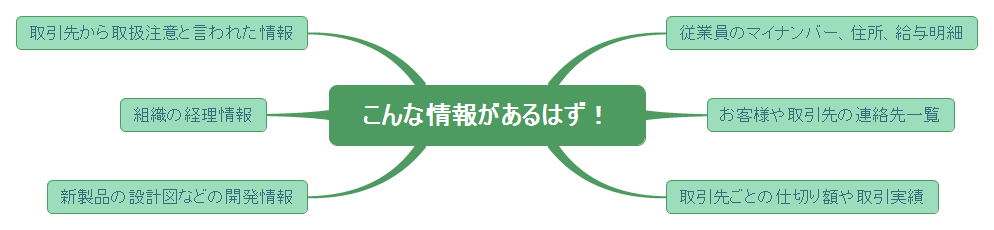 取引先から取扱注意と言われた情報
従業員のマイナンバー、住所、給与明細
組織の経理情報
こんな情報があるはず!
お客様や取引先の連絡先一覧
新製品の設計図などの開発情報
取引先ごとの仕切り額や取引実績